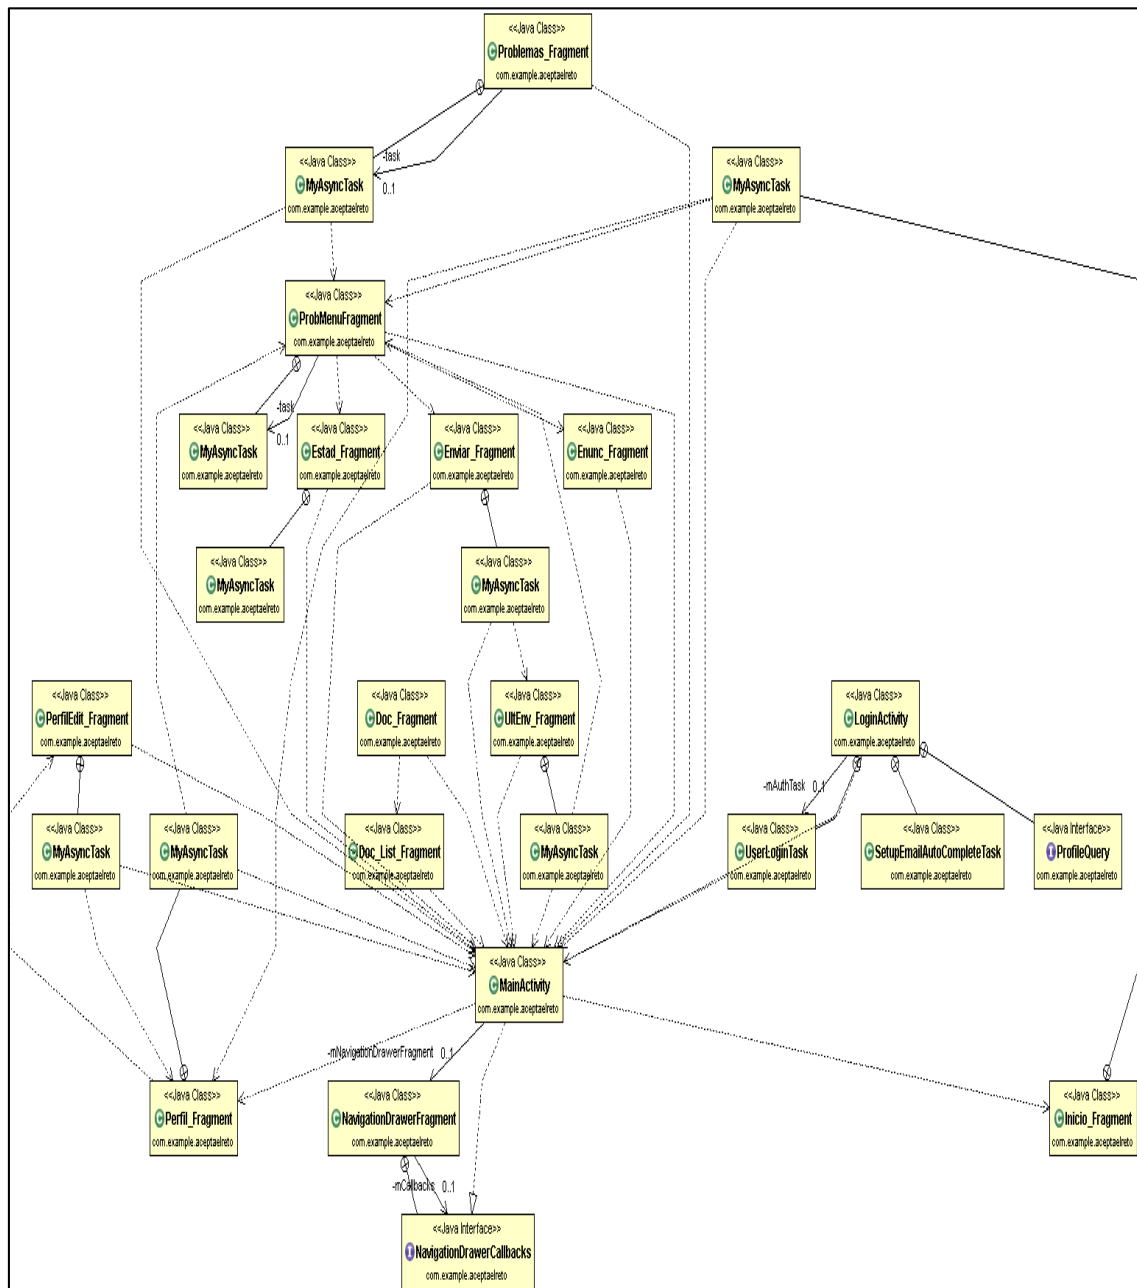 <<Java Class>>
Problemas_Fragment
com.example.aceptaelreto
<<Java Class>>
MyAsyncTask
com.example.aceptaelreto
-task
0..1
<<Java Class>>
MyAsyncTask
com.example.aceptaelreto
<<Java Class>>
ProbMenuFragment
com.example.aceptaelreto
-task
0..1
<<Java Class>>
MyAsyncTask
com.example.aceptaelreto
<<Java Class>>
Estad_Fragment
com.example.aceptaelreto
<<Java Class>>
Enviar_Fragment
com.example.aceptaelreto
<<Java Class>>
Enunc_Fragment
com.example.aceptaelreto
<<Java Class>>
MyAsyncTask
com.example.aceptaelreto
<<Java Class>>
MyAsyncTask
com.example.aceptaelreto
<<Java Class>>
PerfilEdit_Fragment
com.example.aceptaelreto
<<Java Class>>
Doc_Fragment
com.example.aceptaelreto
<<Java Class>>
UltEnv_Fragment
com.example.aceptaelreto
<<Java Class>>
LoginActivity
com.example.aceptaelreto
-mAuthTask
0..1
<<Java Class>>
MyAsyncTask
com.example.aceptaelreto
<<Java Class>>
MyAsyncTask
com.example.aceptaelreto
<<Java Class>>
Doc_List_Fragment
com.example.aceptaelreto
<<Java Class>>
MyAsyncTask
com.example.aceptaelreto
<<Java Class>>
UserLoginTask
com.example.aceptaelreto
<<Java Class>>
SetupEmailAutoCompleteTask
com.example.aceptaelreto
<<Java Interface>>
ProfileQuery
com.example.aceptaelreto
<<Java Class>>
MainActivity
com.example.aceptaelreto
-mNavigationDrawerFragment
0..1
<<Java Class>>
Perfil_Fragment
com.example.aceptaelreto
<<Java Class>>
NavigationDrawerFragment
com.example.aceptaelreto
<<Java Class>>
Inicio_Fragment
com.example.aceptaelreto
-mCallbacks
0..1
<<Java Interface>>
NavigationDrawerCallbacks
com.example.aceptaelreto